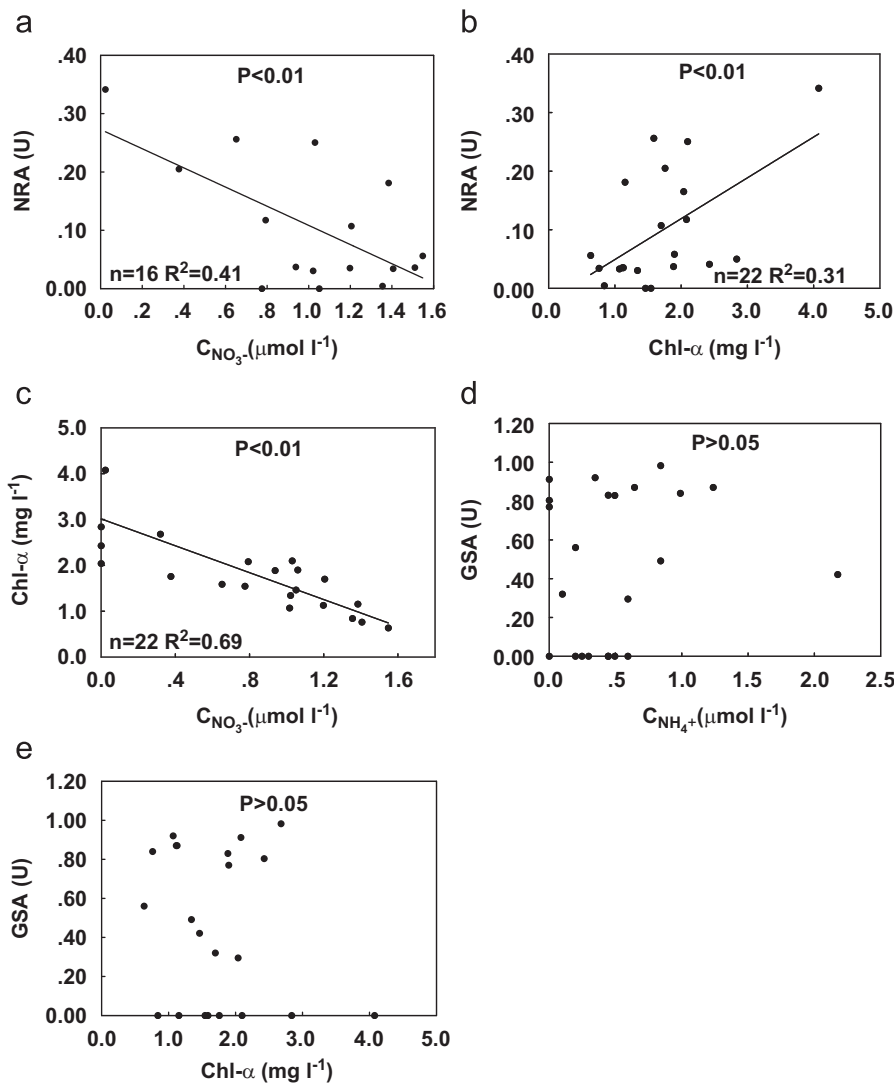 a
P<0.01
NRA (U)
.40
.30
.20
.10
0.00
n=16 R²=0.41
0.0 .2 .4 .6 .8 1.0 1.2 1.4 1.6
C_NO₃-(μmol l⁻¹)
b
P<0.01
NRA (U)
.40
.30
.20
.10
0.00
n=22 R²=0.31
0.0 1.0 2.0 3.0 4.0 5.0
Chl-α (mg l⁻¹)
c
P<0.01
Chl-α (mg l⁻¹)
5.0
4.0
3.0
2.0
1.0
0.0
n=22 R²=0.69
0.0 .4 .8 1.2 1.6
C_NO₃-(μmol l⁻¹)
d
P>0.05
GSA (U)
1.20
1.00
.80
.60
.40
.20
0.00
0.0 .5 1.0 1.5 2.0 2.5
C_NH₄+(μmol l⁻¹)
e
P>0.05
GSA (U)
1.20
1.00
.80
.60
.40
.20
0.00
0.0 1.0 2.0 3.0 4.0 5.0
Chl-α (mg l⁻¹)